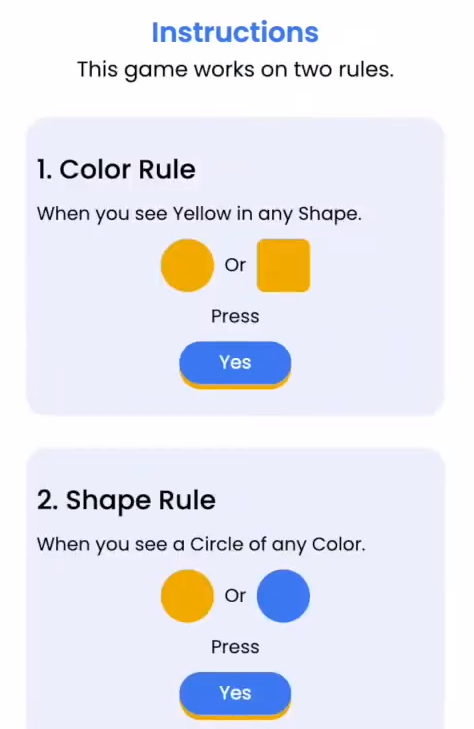 Instructions
This game works on two rules.
1. Color Rule
When you see Yellow in any Shape.
Or
Press
Yes
2. Shape Rule
When you see a Circle of any Color.
Or
Press
Yes